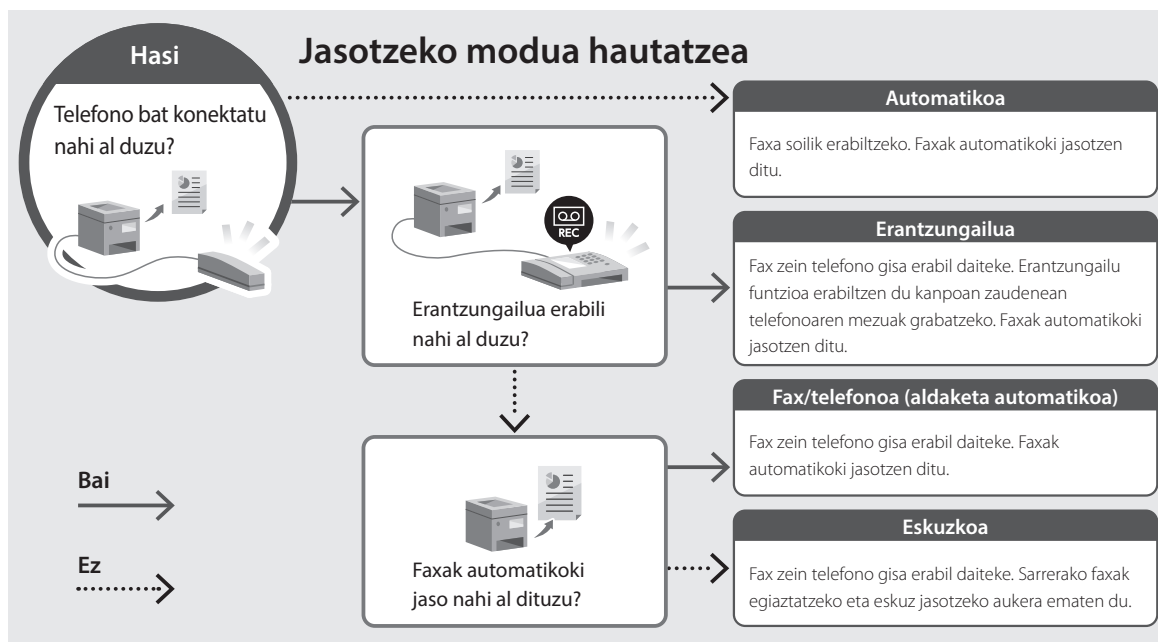 Jasotzeko modua hautatzea
Hasi
Telefono bat konektatu
nahi al duzu?
REC
Erantzungailua erabili
nahi al duzu?
Faxak automatikoki
jaso nahi al dituzu?
Automatikoa
Faxa soilik erabiltzeko. Faxak automatikoki jasotzen
ditu.
Erantzungailua
Fax zein telefono gisa erabil daiteke. Erantzungailu
funtzioa erabiltzen du kanpoan zaudenean
telefonoaren mezuak grabatzeko. Faxak automatikoki
jasotzen ditu.
Fax/telefonoa (aldaketa automatikoa)
Fax zein telefono gisa erabil daiteke. Faxak
automatikoki jasotzen ditu.
Eskuzkoa
Fax zein telefono gisa erabil daiteke. Sarrerako faxak
egiaztatzeko eta eskuz jasotzeko aukera ematen du.
Bai
Ez